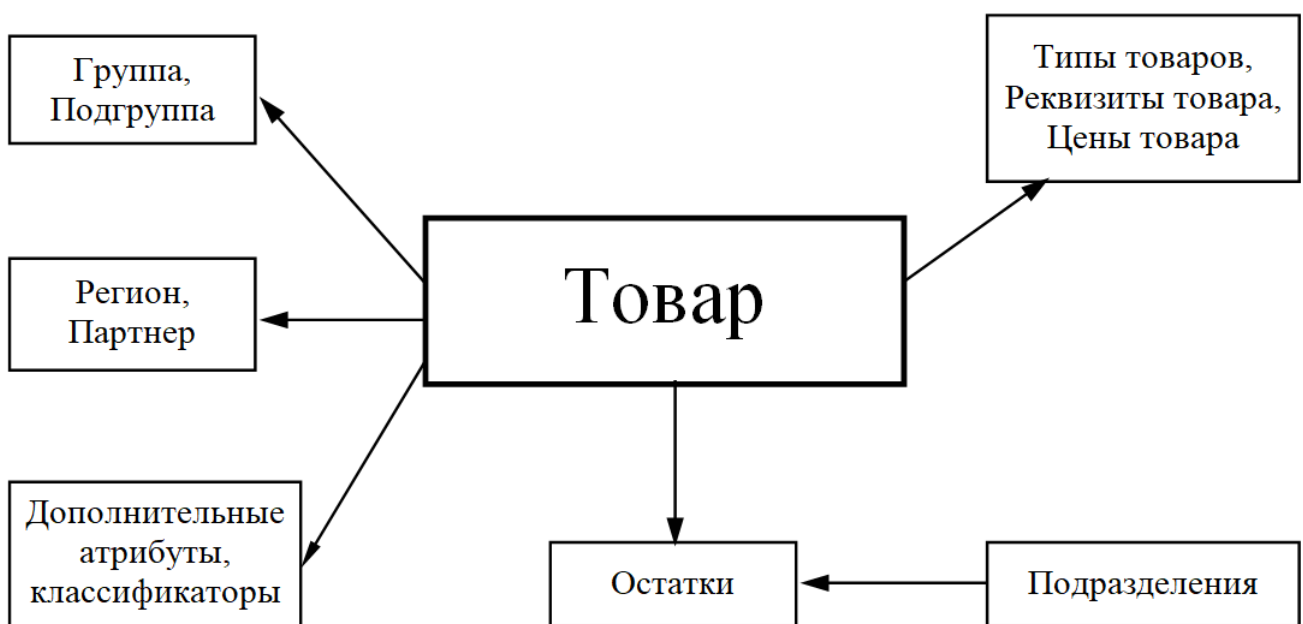 Группа,
Подгруппа
Типы товаров,
Реквизиты товара,
Цены товара
Товар
Регион,
Партнер
Дополнительные
атрибуты,
классификаторы
Остатки
Подразделения